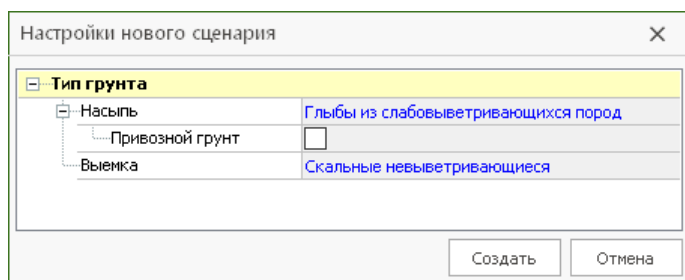 Настройки нового сценария
Тип грунта
Насыпь Глыбы из слабовыветривающихся пород
Привозной грунт
Выемка Скальные невыветривающиеся
Создать Отмена